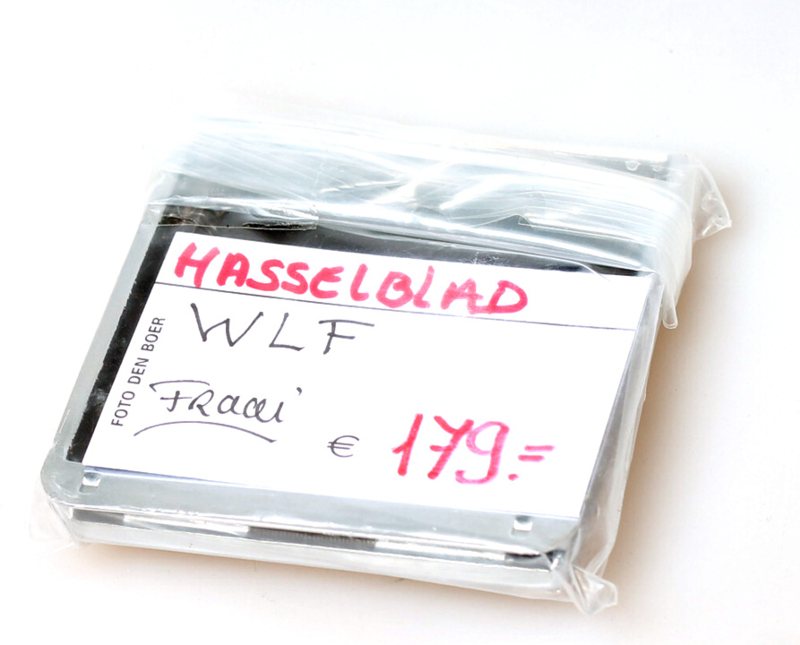 HASSELBLAD
WLF
FOTO DEN BOER
FRaai
€ 179.=